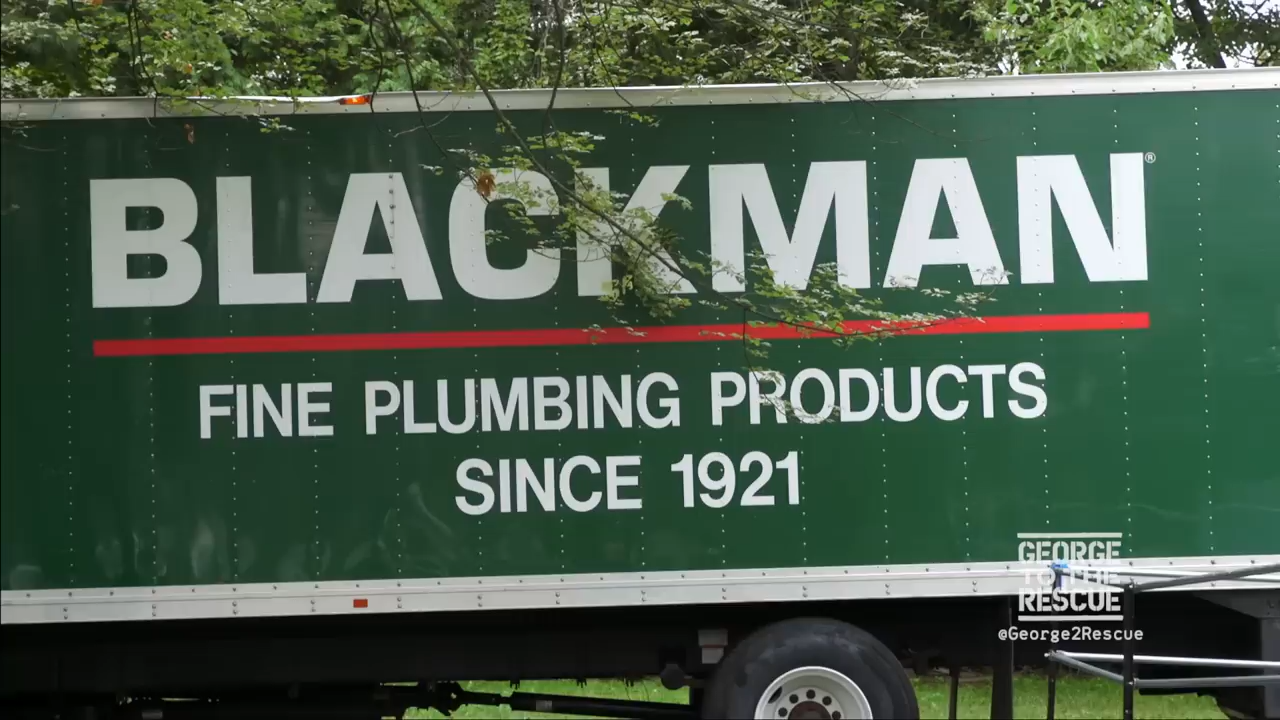 BLACKMAN®
FINE PLUMBING PRODUCTS
SINCE 1921
GEORGE
TO THE
RESCUE
@George2Rescue